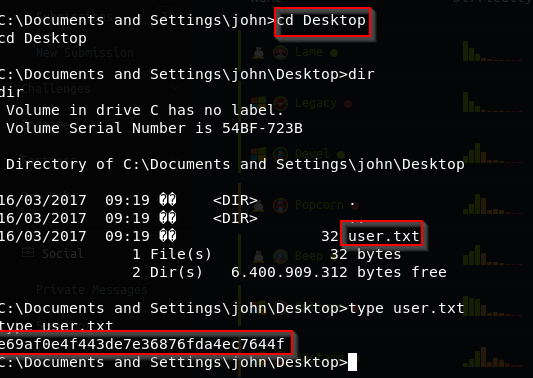 C:\Documents and Settings\john>cd Desktop
cd Desktop
New Submission
Lame
C:\Documents and Settings\john\Desktop>dir
dir
Challenges
Volume in drive C has no label.
Legacy
Volume Serial Number is 54BF-723B
Devel
Directory of C:\Documents and Settings\john\Desktop
16/03/2017  09:19 ��    <DIR>          .
Popcorn
16/03/2017  09:19 ��    <DIR>          ..
16/03/2017  09:19 ��                32 user.txt
1 File(s)             32 bytes
Social
Beep
2 Dir(s)   6.400.909.312 bytes free
Private Messages
C:\Documents and Settings\john\Desktop>type user.txt
type user.txt
e69af0e4f443de7e36876fda4ec7644f
C:\Documents and Settings\john\Desktop>